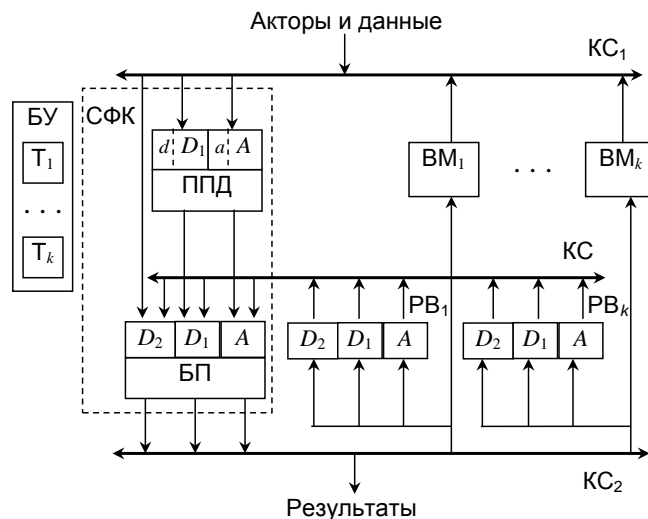 Акторы и данные
КС₁
БУ
СФК
T₁
d D₁ a A
ППД
ВМ₁ . . . ВМₖ
. . .
Tₖ
КС
РВ₁ РВₖ
D₂ D₁ A D₂ D₁ A D₂ D₁ A
БП
КС₂
Результаты